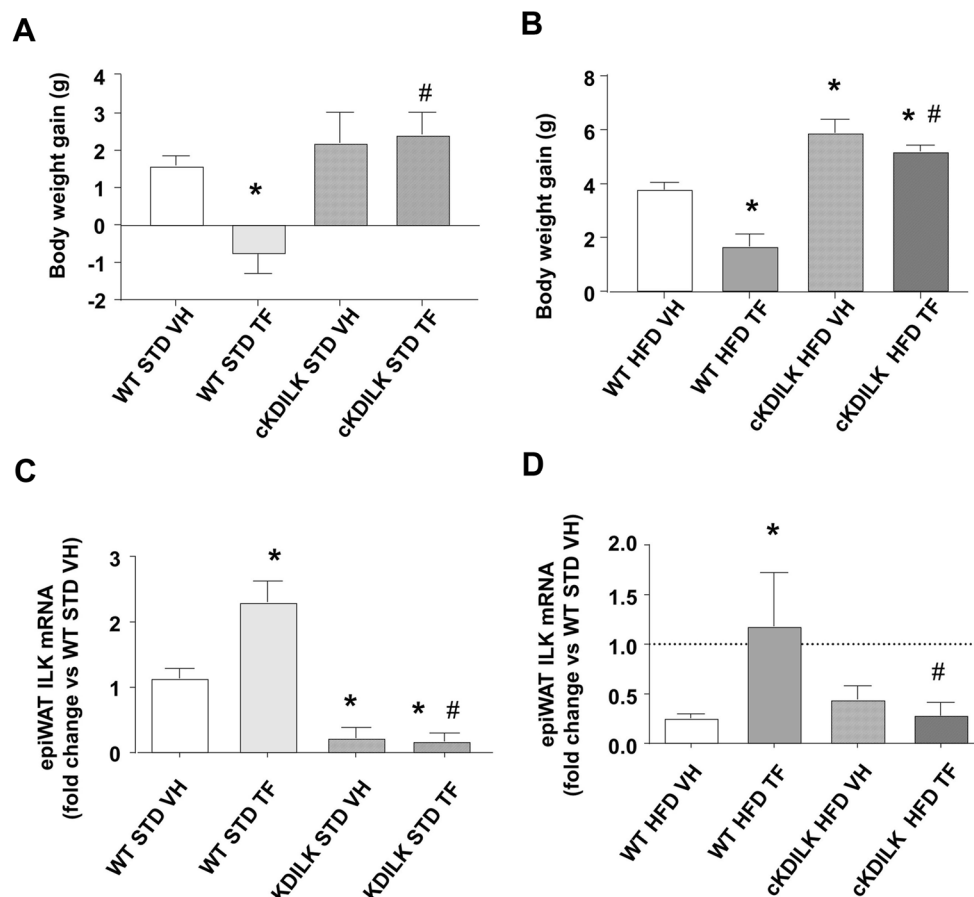 A
Body weight gain (g)
4
3
2
1
0
-1
-2
*
#
WT STD VH
WT STD TF
cKDILK STD VH
cKDILK STD TF
B
Body weight gain (g)
8
6
4
2
0
*
*
* #
WT HFD VH
WT HFD TF
cKDILK HFD VH
cKDILK HFD TF
C
epiWAT ILK mRNA
(fold change vs WT STD VH)
3
2
1
0
*
*
* #
WT STD VH
WT STD TF
KDILK STD VH
KDILK STD TF
D
epiWAT ILK mRNA
(fold change vs WT STD VH)
2.0
1.5
1.0
0.5
0.0
*
#
WT HFD VH
WT HFD TF
cKDILK HFD VH
cKDILK HFD TF